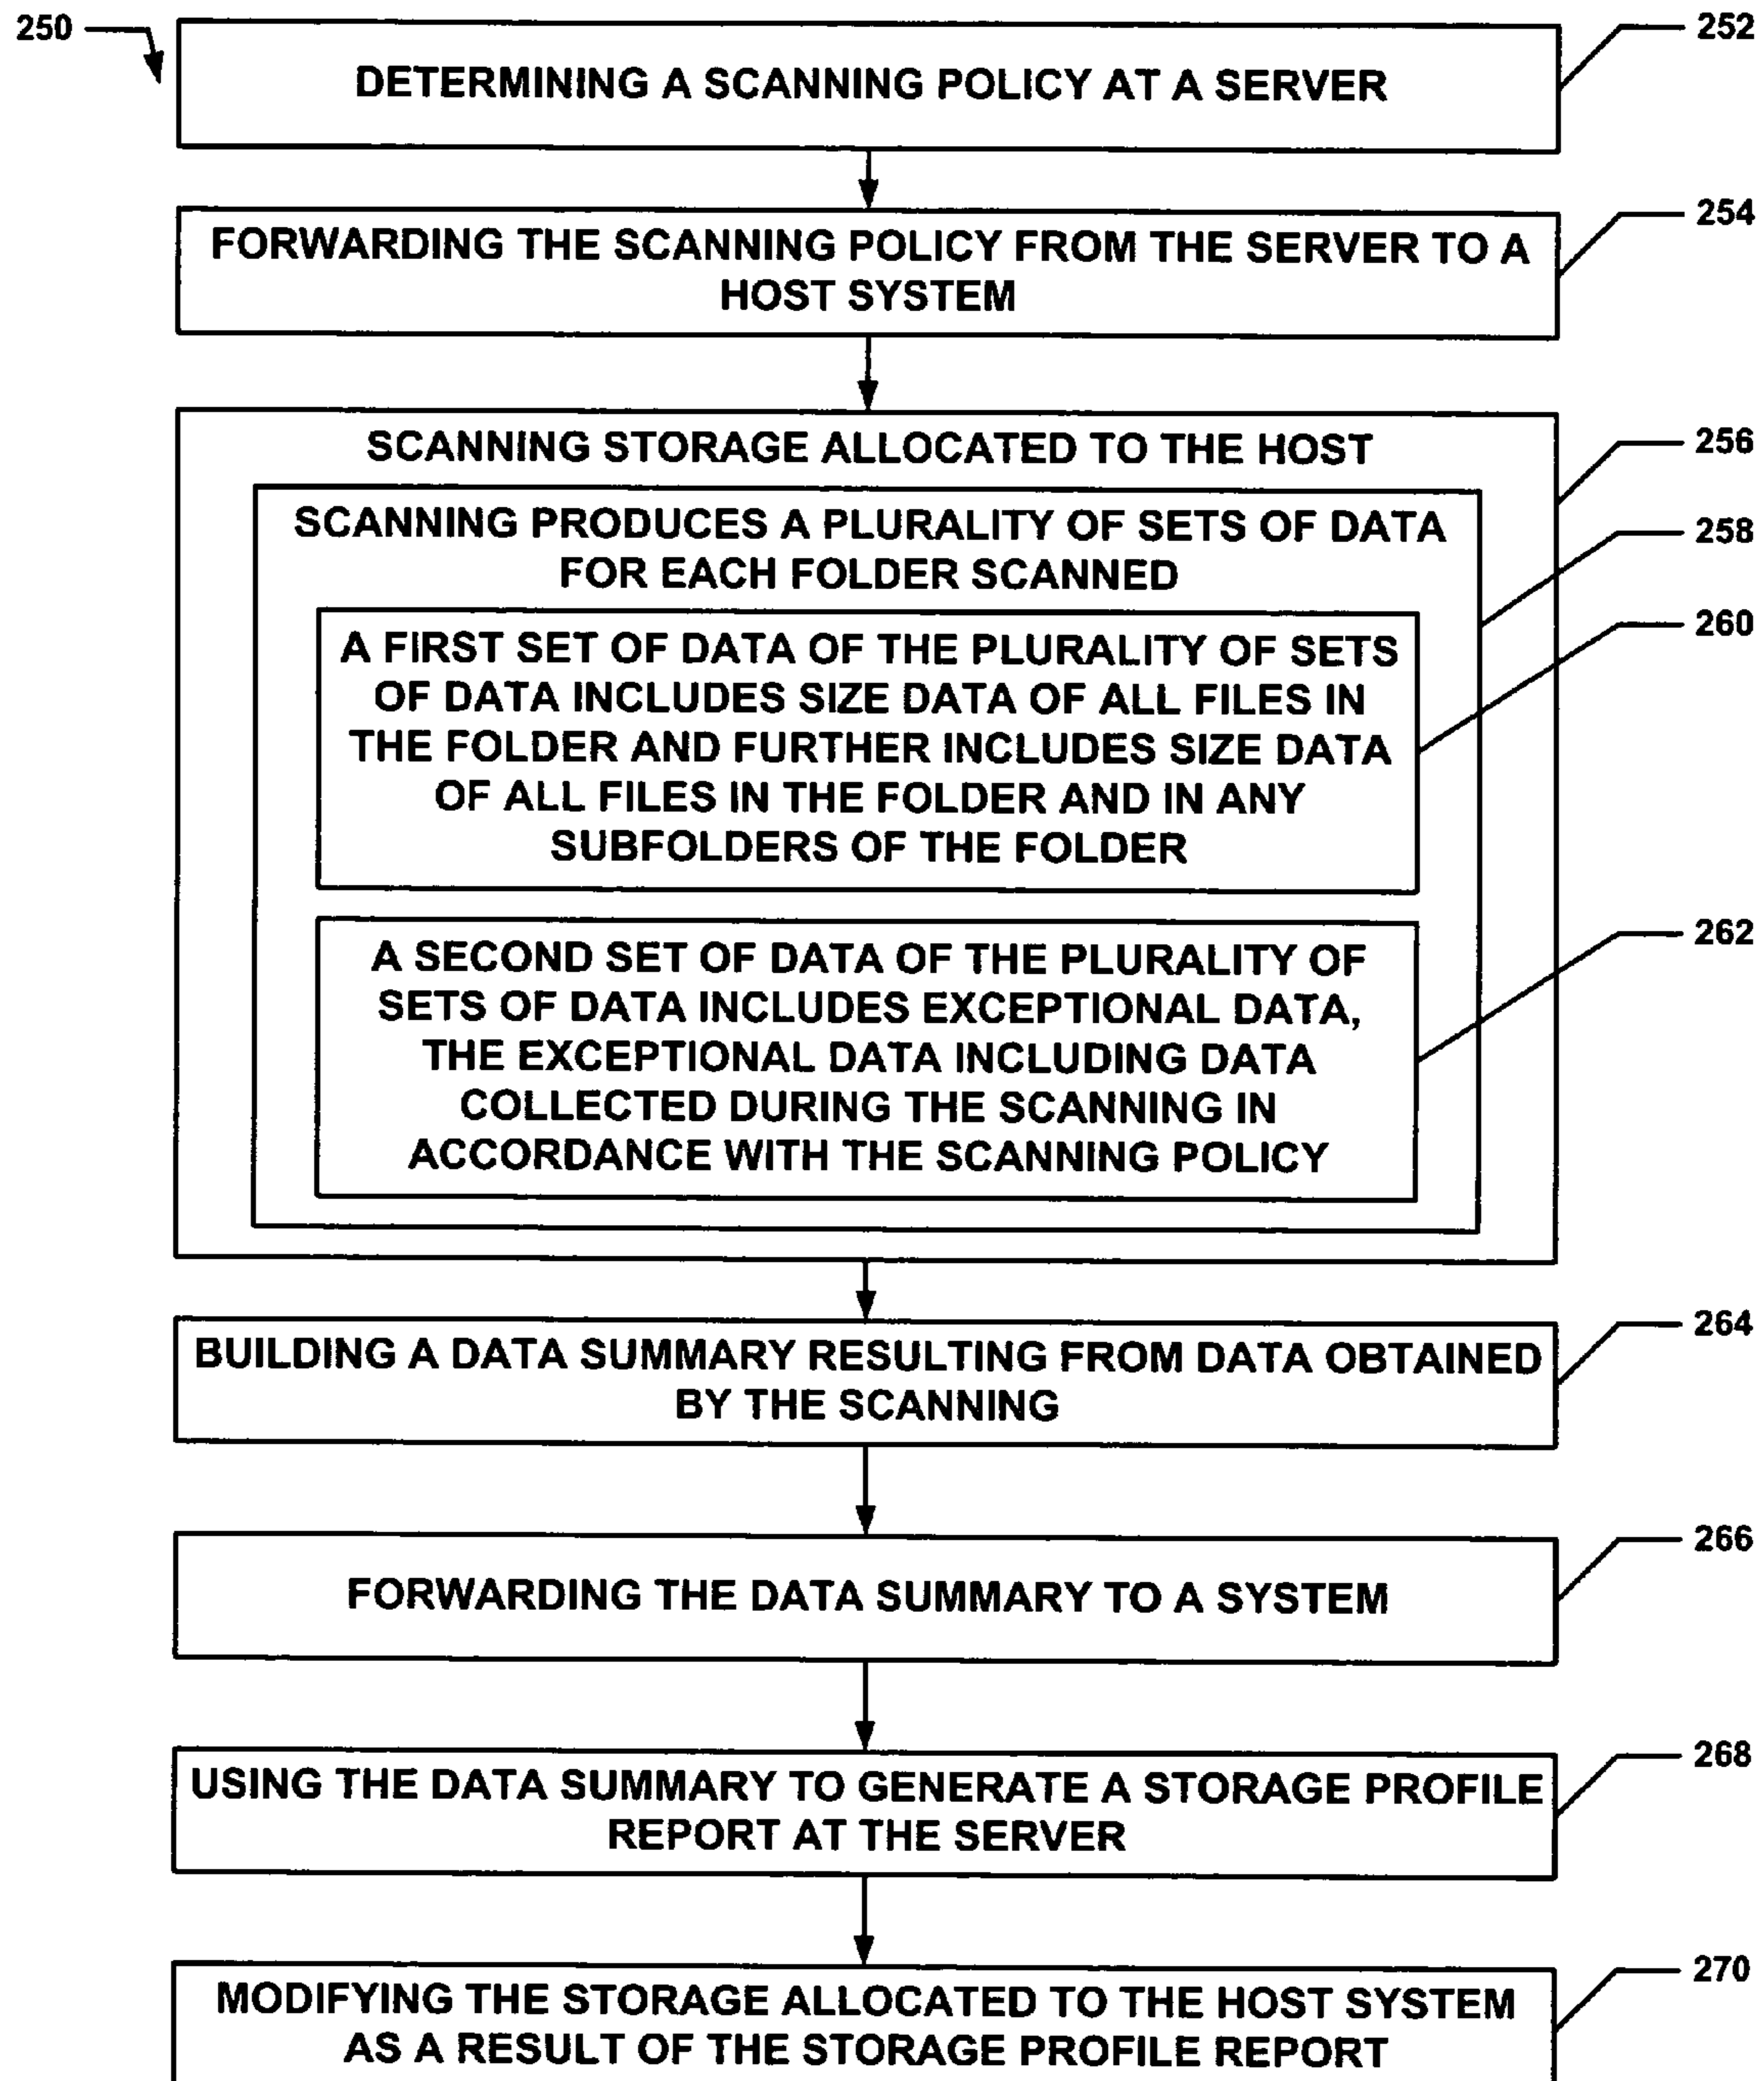 250
252
DETERMINING A SCANNING POLICY AT A SERVER
254
FORWARDING THE SCANNING POLICY FROM THE SERVER TO A
HOST SYSTEM
256
SCANNING STORAGE ALLOCATED TO THE HOST
258
SCANNING PRODUCES A PLURALITY OF SETS OF DATA
FOR EACH FOLDER SCANNED
260
A FIRST SET OF DATA OF THE PLURALITY OF SETS
OF DATA INCLUDES SIZE DATA OF ALL FILES IN
THE FOLDER AND FURTHER INCLUDES SIZE DATA
OF ALL FILES IN THE FOLDER AND IN ANY
SUBFOLDERS OF THE FOLDER
262
A SECOND SET OF DATA OF THE PLURALITY OF
SETS OF DATA INCLUDES EXCEPTIONAL DATA,
THE EXCEPTIONAL DATA INCLUDING DATA
COLLECTED DURING THE SCANNING IN
ACCORDANCE WITH THE SCANNING POLICY
264
BUILDING A DATA SUMMARY RESULTING FROM DATA OBTAINED
BY THE SCANNING
266
FORWARDING THE DATA SUMMARY TO A SYSTEM
268
USING THE DATA SUMMARY TO GENERATE A STORAGE PROFILE
REPORT AT THE SERVER
270
MODIFYING THE STORAGE ALLOCATED TO THE HOST SYSTEM
AS A RESULT OF THE STORAGE PROFILE REPORT